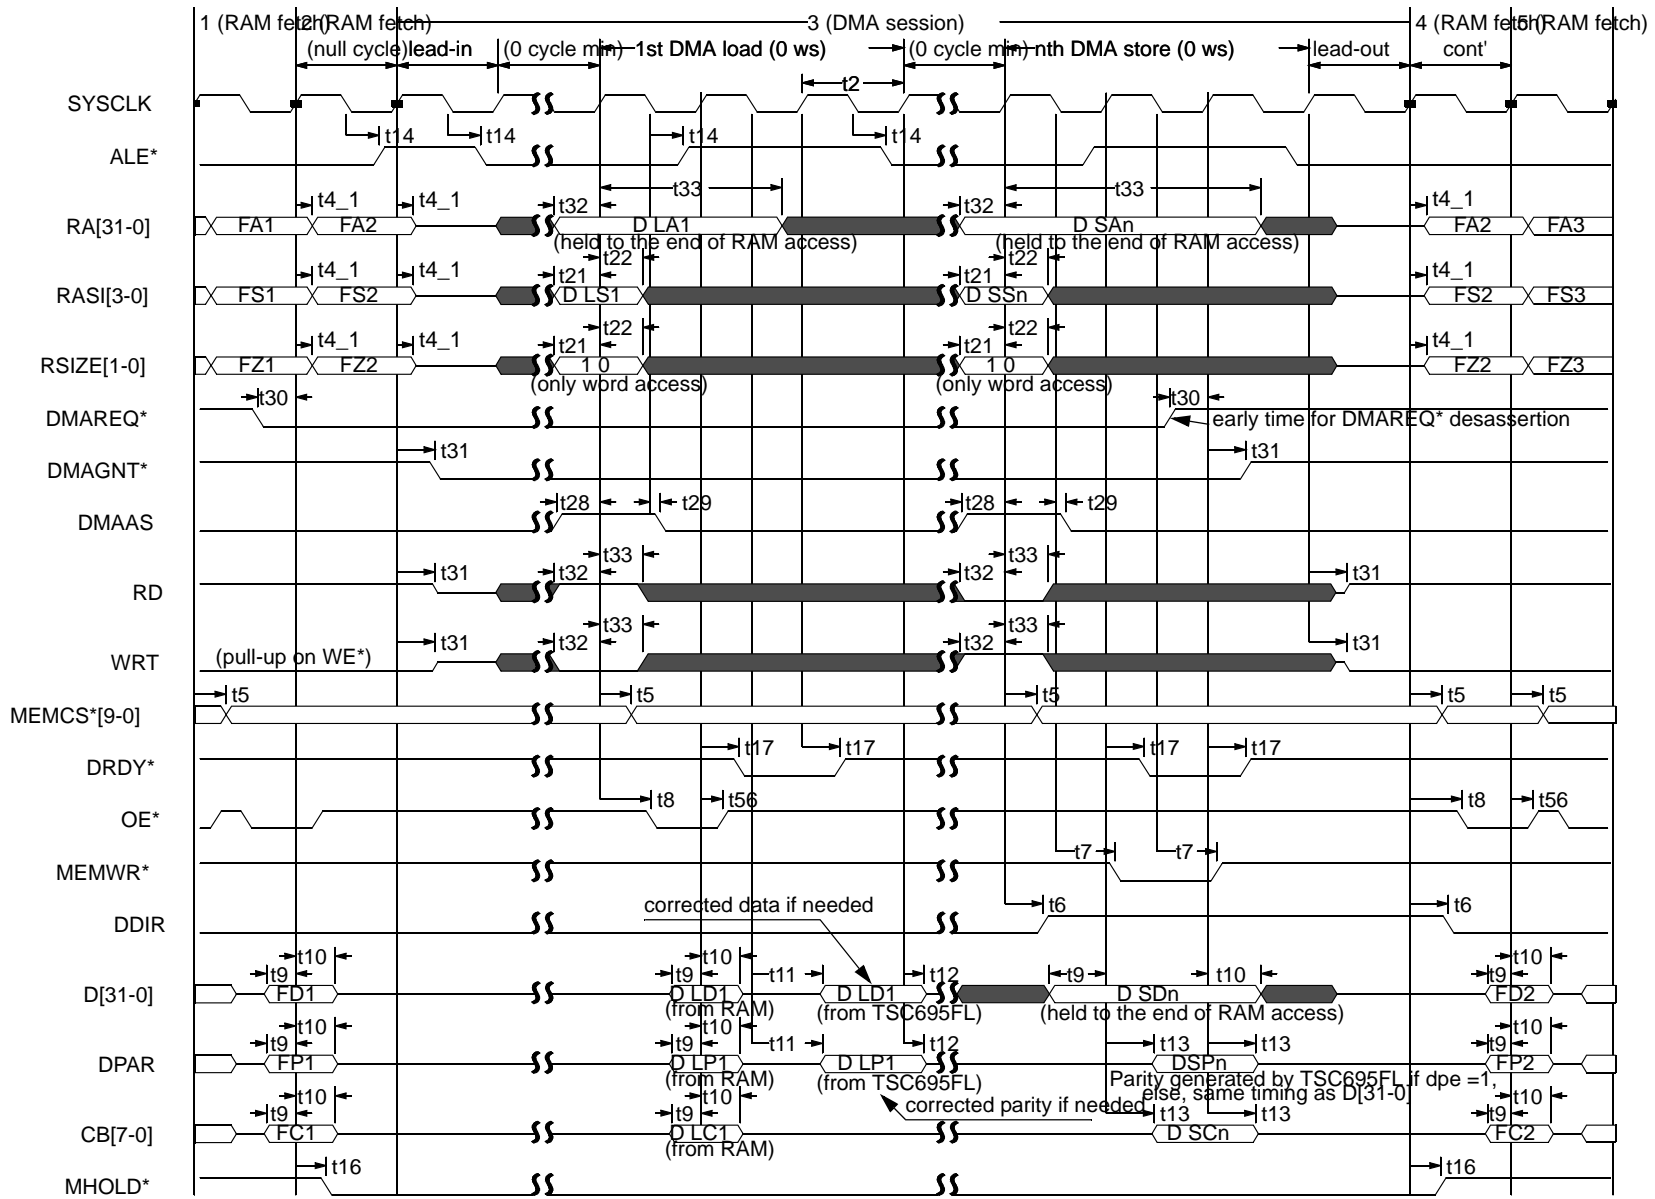 1 (RAM fetch)
2 (RAM fetch)
3 (DMA session)
4 (RAM fetch)
5 (RAM fetch)
(null cycle)
lead-in
(0 cycle min)
1st DMA load (0 ws)
(0 cycle min)
nth DMA store (0 ws)
lead-out
cont'
t2
SYSCLK
t14 t14 t14 t14
ALE*
t4_1 t4_1 t32 t33 t32 t33 t4_1
RA[31-0] FA1 FA2 D LA1 D SAn FA2 FA3
(held to the end of RAM access) (held to the end of RAM access)
t22 t22
t4_1 t4_1 t21 t21 t4_1
RASI[3-0] FS1 FS2 D LS1 D SSn FS2 FS3
t22 t22
t4_1 t4_1 t21 t21 t4_1
RSIZE[1-0] FZ1 FZ2 1 0 1 0 FZ2 FZ3
(only word access) (only word access)
t30 t30
DMAREQ* early time for DMAREQ* desassertion
t31 t31
DMAGNT*
t28 t29 t28 t29
DMAAS
t33 t33
t31 t32 t32 t31
RD
t33 t33
t31 t32 t32 t31
WRT (pull-up on WE*)
t5 t5 t5 t5 t5
MEMCS*[9-0]
t17 t17 t17 t17
DRDY*
t8 t56 t8 t56
OE*
t7 t7
MEMWR*
corrected data if needed
t6 t6
DDIR
t10 t10 t10
t9 t9 t11 t12 t9 t10 t9
D[31-0] FD1 D LD1 D LD1 D SDn FD2
(from RAM) (from TSC695FL) (held to the end of RAM access)
t10 t10 t10
t9 t9 t11 t12 t13 t13 t9
DPAR FP1 D LP1 D LP1 DSPn FP2
(from RAM) (from TSC695FL) Parity generated by TSC695FL if dpe =1,
else, same timing as D[31-0]
t10 t10 corrected parity if needed t10
t9 t9 t13 t13 t9
CB[7-0] FC1 D LC1 D SCn FC2
(from RAM)
t16 t16
MHOLD*